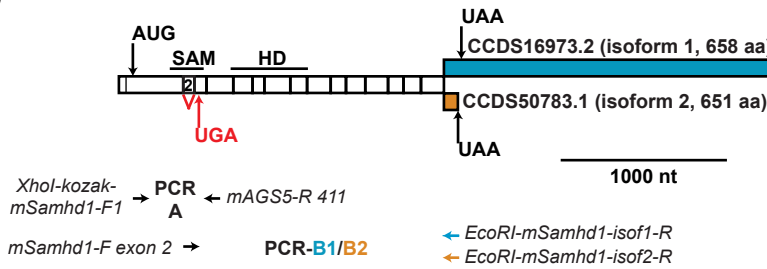 AUG
UAA
SAM
HD
CCDS16973.2 (isoform 1, 658 aa)
2
CCDS50783.1 (isoform 2, 651 aa)
UGA
UAA
1000 nt
XhoI-kozak-
mSamhd1-F1
PCR
A
mAGS5-R 411
mSamhd1-F exon 2
PCR-B1/B2
EcoRI-mSamhd1-isof1-R
EcoRI-mSamhd1-isof2-R